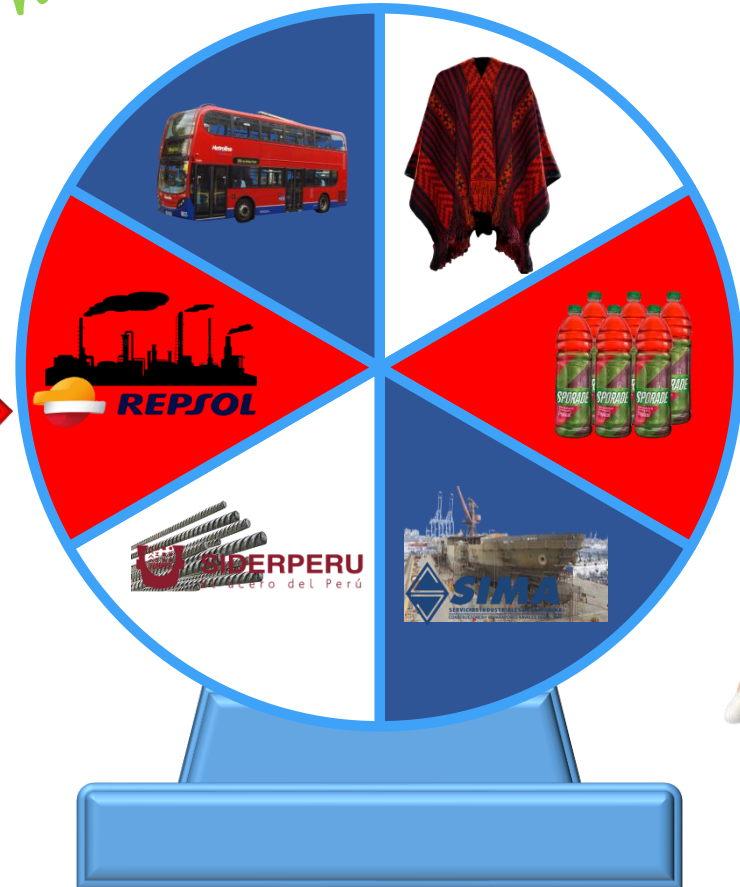 Metroline
SPORADE
SPORADE
SPORADE
REPSOL
SIDERPERU
el acero del Perú
SIMA